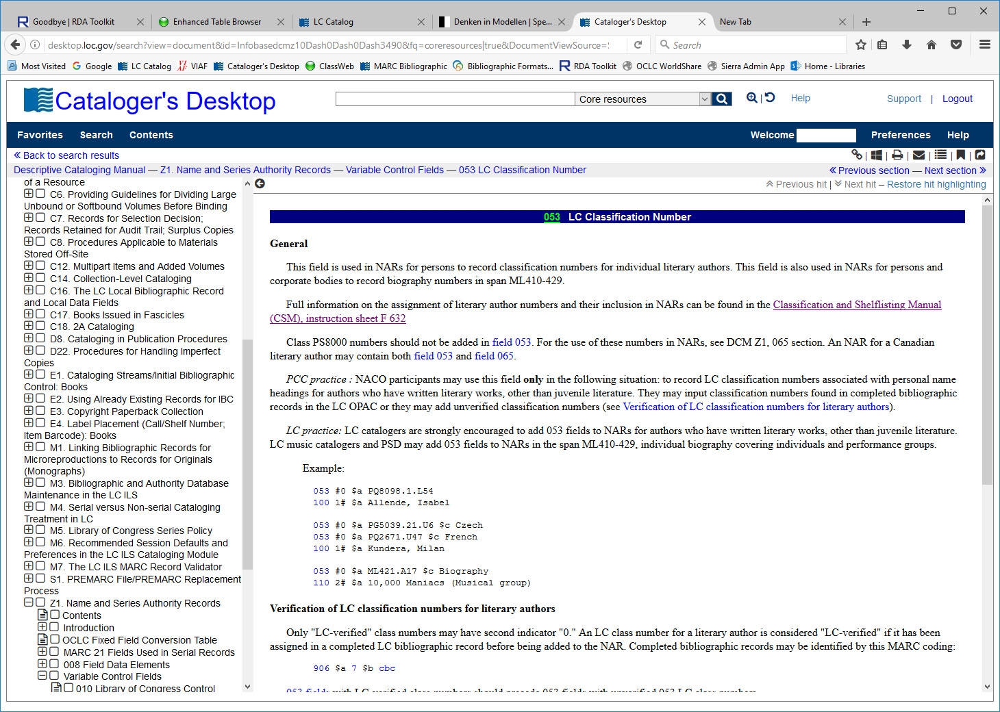 Goodbye | RDA Toolkit
Enhanced Table Browser
LC Catalog
Denken in Modellen | Spe...
Cataloger's Desktop
New Tab
desktop.loc.gov/search?view=document&id=Infobasedcmz10Dash0Dash0Dash3490&fq=coreresources|true&DocumentViewSource=
Search
Most Visited
Google
LC Catalog
VIAF
Cataloger's Desktop
ClassWeb
MARC Bibliographic
Bibliographic Formats...
RDA Toolkit
OCLC WorldShare
Sierra Admin App
Home - Libraries
Cataloger's Desktop
Core resources
Help
Support | Logout
Favorites Search Contents
Welcome
Preferences Help
« Back to search results
Descriptive Cataloging Manual — Z1. Name and Series Authority Records — Variable Control Fields — 053 LC Classification Number
« Previous section — Next section »
Previous hit | Next hit – Restore hit highlighting
of a Resource
C6. Providing Guidelines for Dividing Large
Unbound or Softbound Volumes Before Binding
C7. Records for Selection Decision;
Records Retained for Audit Trail; Surplus Copies
C8. Procedures Applicable to Materials
Stored Off-Site
C12. Multipart Items and Added Volumes
C14. Collection-Level Cataloging
C16. The LC Local Bibliographic Record
and Local Data Fields
C17. Books Issued in Fascicles
C18. 2A Cataloging
D8. Cataloging in Publication Procedures
D22. Procedures for Handling Imperfect
Copies
E1. Cataloging Streams/Initial Bibliographic
Control: Books
E2. Using Already Existing Records for IBC
E3. Copyright Paperback Collection
E4. Label Placement (Call/Shelf Number;
Item Barcode): Books
M1. Linking Bibliographic Records for
Microreproductions to Records for Originals
(Monographs)
M3. Bibliographic and Authority Database
Maintenance in the LC ILS
M4. Serial versus Non-serial Cataloging
Treatment in LC
M5. Library of Congress Series Policy
M6. Recommended Session Defaults and
Preferences in the LC ILS Cataloging Module
M7. The LC ILS MARC Record Validator
S1. PREMARC File/PREMARC Replacement
Process
Z1. Name and Series Authority Records
Contents
Introduction
OCLC Fixed Field Conversion Table
MARC 21 Fields Used in Serial Records
008 Field Data Elements
Variable Control Fields
010 Library of Congress Control
053 LC Classification Number
General
This field is used in NARs for persons to record classification numbers for individual literary authors. This field is also used in NARs for persons and
corporate bodies to record biography numbers in span ML410-429.
Full information on the assignment of literary author numbers and their inclusion in NARs can be found in the Classification and Shelflisting Manual
(CSM), instruction sheet F 632
Class PS8000 numbers should not be added in field 053. For the use of these numbers in NARs, see DCM Z1, 065 section. An NAR for a Canadian
literary author may contain both field 053 and field 065.
PCC practice : NACO participants may use this field only in the following situation: to record LC classification numbers associated with personal name
headings for authors who have written literary works, other than juvenile literature. They may input classification numbers found in completed bibliographic
records in the LC OPAC or they may add unverified classification numbers (see Verification of LC classification numbers for literary authors).
LC practice: LC catalogers are strongly encouraged to add 053 fields to NARs for authors who have written literary works, other than juvenile literature.
LC music catalogers and PSD may add 053 fields to NARs in the span ML410-429, individual biography covering individuals and performance groups.
Example:
053 #0 $a PQ8098.1.L54
100 1# $a Allende, Isabel
053 #0 $a PG5039.21.U6 $c Czech
053 #0 $a PQ2671.U47 $c French
100 1# $a Kundera, Milan
053 #0 $a ML421.A17 $c Biography
110 2# $a 10,000 Maniacs (Musical group)
Verification of LC classification numbers for literary authors
Only "LC-verified" class numbers may have second indicator "0." An LC class number for a literary author is considered "LC-verified" if it has been
assigned in a completed LC bibliographic record before being added to the NAR. Completed bibliographic records may be identified by this MARC coding:
906 $a 7 $b cbc
053 fields with LC-verified class numbers should precede 053 fields with unverified 053 LC class numbers.